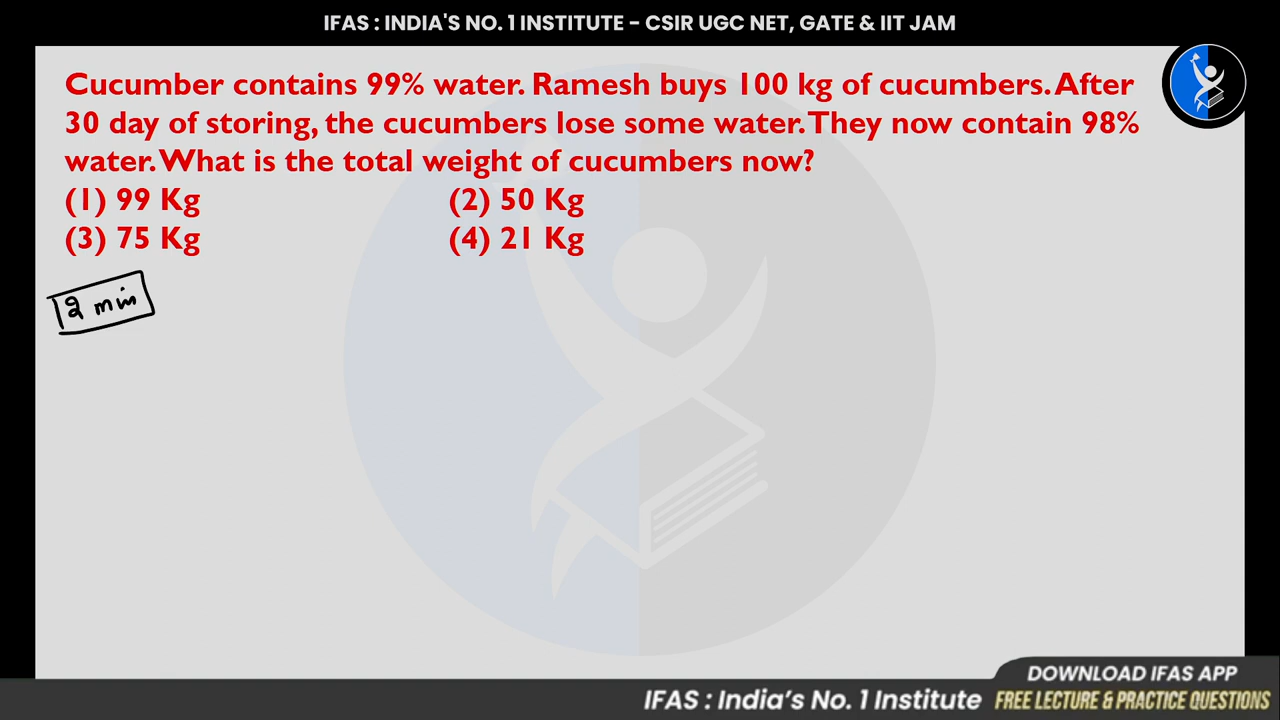 IFAS : INDIA'S NO. 1 INSTITUTE – CSIR UGC NET, GATE & IIT JAM
Cucumber contains 99% water. Ramesh buys 100 kg of cucumbers. After
30 day of storing, the cucumbers lose some water. They now contain 98%
water. What is the total weight of cucumbers now?
(1) 99 Kg (2) 50 Kg
(3) 75 Kg (4) 21 Kg
2 min
DOWNLOAD IFAS APP
IFAS : India's No. 1 Institute FREE LECTURE & PRACTICE QUESTIONS